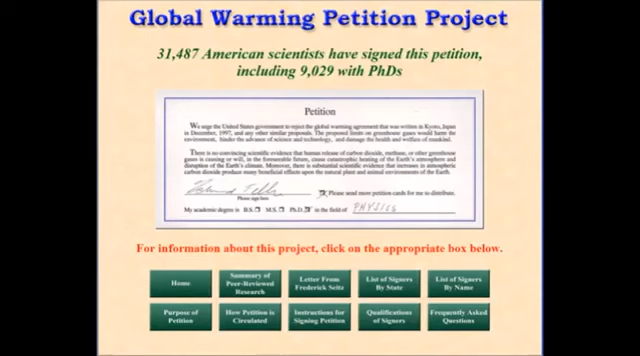 Global Warming Petition Project
31,487 American scientists have signed this petition,
including 9,029 with PhDs
Petition
We urge the United States government to reject the global warming agreement that was written in Kyoto, Japan
in December, 1997, and any other similar proposals. The proposed limits on greenhouse gases would harm the
environment, hinder the advance of science and technology, and damage the health and welfare of mankind.
There is no convincing scientific evidence that human release of carbon dioxide, methane, or other greenhouse
gases is causing or will, in the foreseeable future, cause catastrophic heating of the Earth's atmosphere and
disruption of the Earth's climate. Moreover, there is substantial scientific evidence that increases in atmospheric
carbon dioxide produce many beneficial effects upon the natural plant and animal environments of the Earth.
Edward Teller
Please send more petition cards for me to distribute.
Please sign here
My academic degree is B.S. M.S. Ph.D. in the field of PHYSICS
For information about this project, click on the appropriate box below.
Home
Summary of
Peer-Reviewed
Research
Letter From
Frederick Seitz
List of Signers
By State
List of Signers
By Name
Purpose of
Petition
How Petition is
Circulated
Instructions for
Signing Petition
Qualifications
of Signers
Frequently Asked
Questions